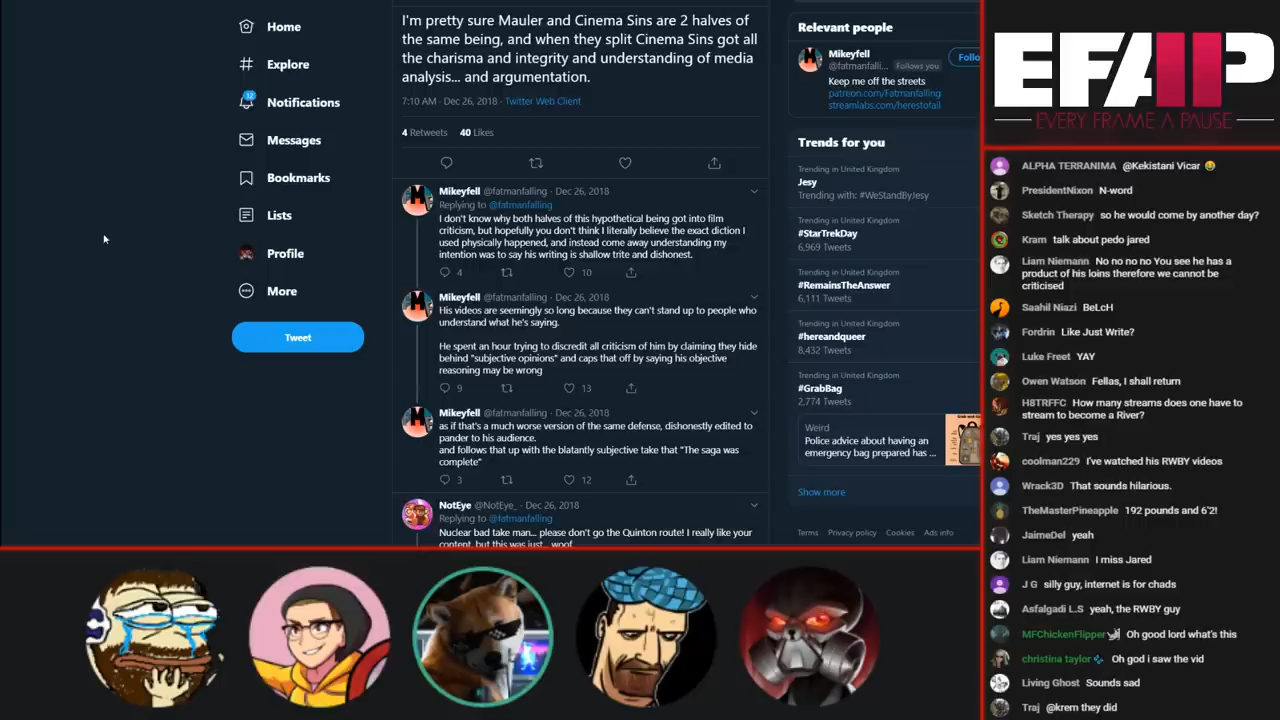 Home
Explore
12
Notifications
Messages
Bookmarks
Lists
Profile
More
Tweet
I'm pretty sure Mauler and Cinema Sins are 2 halves of
the same being, and when they split Cinema Sins got all
the charisma and integrity and understanding of media
analysis... and argumentation.
7:10 AM · Dec 26, 2018 · Twitter Web Client
4 Retweets 40 Likes
Mikeyfell @fatmanfalling · Dec 26, 2018
Replying to @fatmanfalling
I don't know why both halves of this hypothetical being got into film
criticism, but hopefully you don't think I literally believe the exact diction I
used physically happened, and instead come away understanding my
intention was to say his writing is shallow trite and dishonest.
4 10
Mikeyfell @fatmanfalling · Dec 26, 2018
His videos are seemingly so long because they can't stand up to people who
understand what he's saying.
He spent an hour trying to discredit all criticism of him by claiming they hide
behind "subjective opinions" and caps that off by saying his objective
reasoning may be wrong
9 13
Mikeyfell @fatmanfalling · Dec 26, 2018
as if that's a much worse version of the same defense, dishonestly edited to
pander to his audience.
and follows that up with the blatantly subjective take that "The saga was
complete"
3 12
NotEye @NotEye_ · Dec 26, 2018
Replying to @fatmanfalling
Nuclear bad take man... please don't go the Quinton route! I really like your
content, but this was just... woof
Relevant people
Mikeyfell
@fatmanfalli... Follows you
Follo
Keep me off the streets
patreon.com/Fatmanfalling
streamlabs.com/herestofail
Trends for you
Trending in United Kingdom
Jesy
Trending with: #WeStandByJesy
Trending in United Kingdom
#StarTrekDay
6,969 Tweets
Trending in United Kingdom
#RemainsTheAnswer
6,111 Tweets
Trending in United Kingdom
#hereandqueer
8,432 Tweets
Trending in United Kingdom
#GrabBag
2,774 Tweets
Weird
Police advice about having an
emergency bag prepared has ...
Show more
Terms Privacy policy Cookies Ads info
EFAP
EVERY FRAME A PAUSE
ALPHA TERRANIMA @Kekistani Vicar 😂
PresidentNixon N-word
Sketch Therapy so he would come by another day?
Kram talk about pedo jared
Liam Niemann No no no no You see he has a
product of his loins therefore we cannot be
criticised
Saahil Niazi BeLcH
Fordrin Like Just Write?
Luke Freet YAY
Owen Watson Fellas, I shall return
H8TRFFC How many streams does one have to
stream to become a River?
Traj yes yes yes
coolman229 I've watched his RWBY videos
Wrack3D That sounds hilarious.
TheMasterPineapple 192 pounds and 6'2!
JaimeDel yeah
Liam Niemann I miss Jared
J G silly guy, internet is for chads
Asfalgadi L.S yeah, the RWBY guy
MFChickenFlipper Oh good lord what's this
christina taylor Oh god i saw the vid
Living Ghost Sounds sad
Traj @krem they did